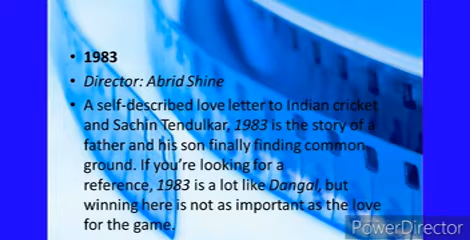 1983
Director: Abrid Shine
A self-described love letter to Indian cricket
and Sachin Tendulkar, 1983 is the story of a
father and his son finally finding common
ground. If you're looking for a
reference, 1983 is a lot like Dangal, but
winning here is not as important as the love
for the game.
PowerDirector